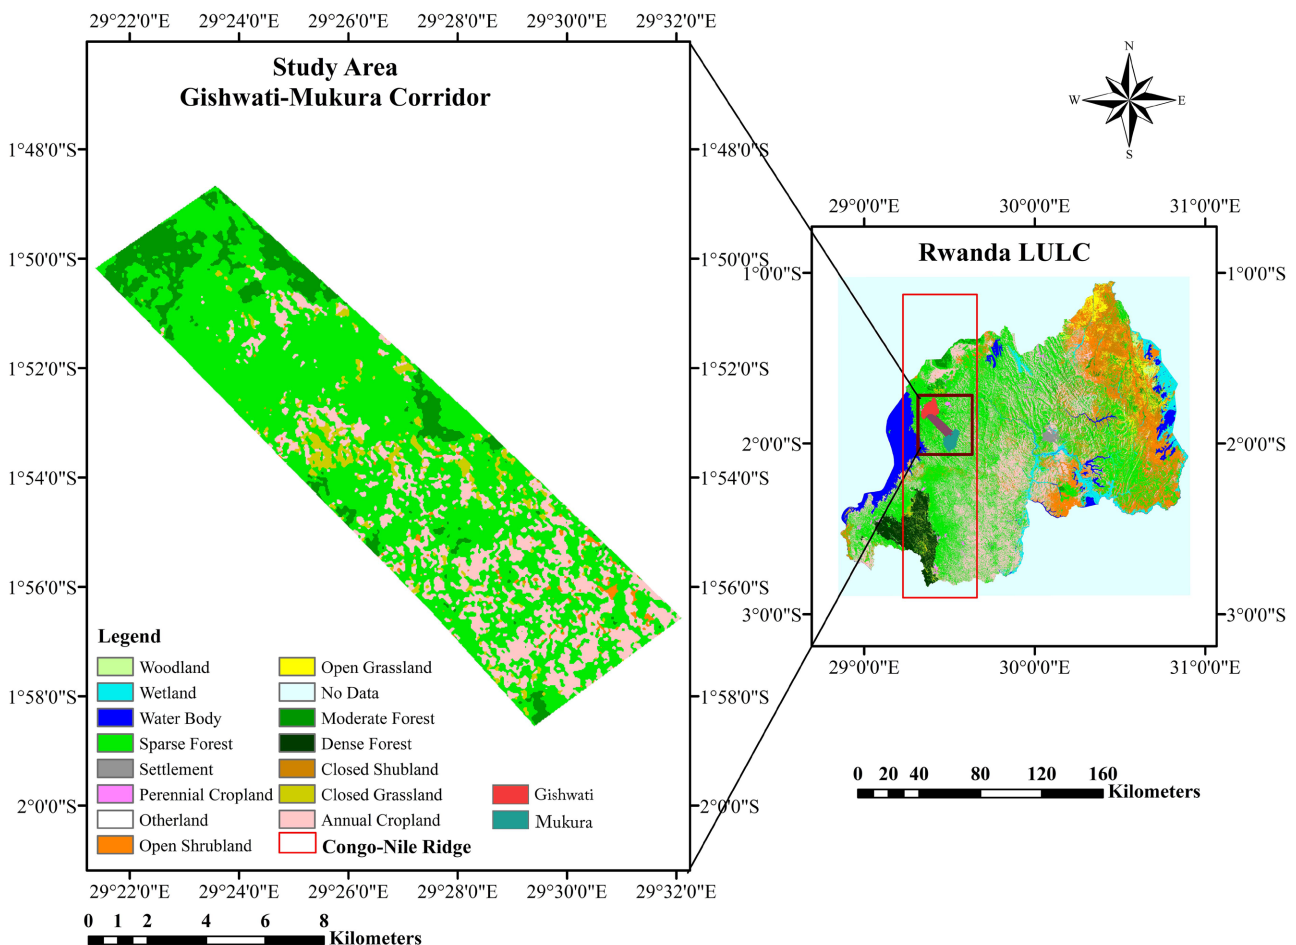 29°22'0"E 29°24'0"E 29°26'0"E 29°28'0"E 29°30'0"E 29°32'0"E
Study Area
Gishwati-Mukura Corridor
1°48'0"S 1°48'0"S
1°50'0"S 1°50'0"S
1°52'0"S 1°52'0"S
1°54'0"S 1°54'0"S
1°56'0"S 1°56'0"S
1°58'0"S 1°58'0"S
2°0'0"S 2°0'0"S
Legend
Woodland
Wetland
Water Body
Sparse Forest
Settlement
Perennial Cropland
Otherland
Open Shrubland
Open Grassland
No Data
Moderate Forest
Dense Forest
Closed Shubland
Closed Grassland
Annual Cropland
Congo-Nile Ridge
Gishwati
Mukura
29°22'0"E 29°24'0"E 29°26'0"E 29°28'0"E 29°30'0"E 29°32'0"E
0 1 2 4 6 8
Kilometers
N
W E
S
29°0'0"E 30°0'0"E 31°0'0"E
Rwanda LULC
1°0'0"S 1°0'0"S
2°0'0"S 2°0'0"S
3°0'0"S 3°0'0"S
29°0'0"E 30°0'0"E 31°0'0"E
0 20 40 80 120 160
Kilometers